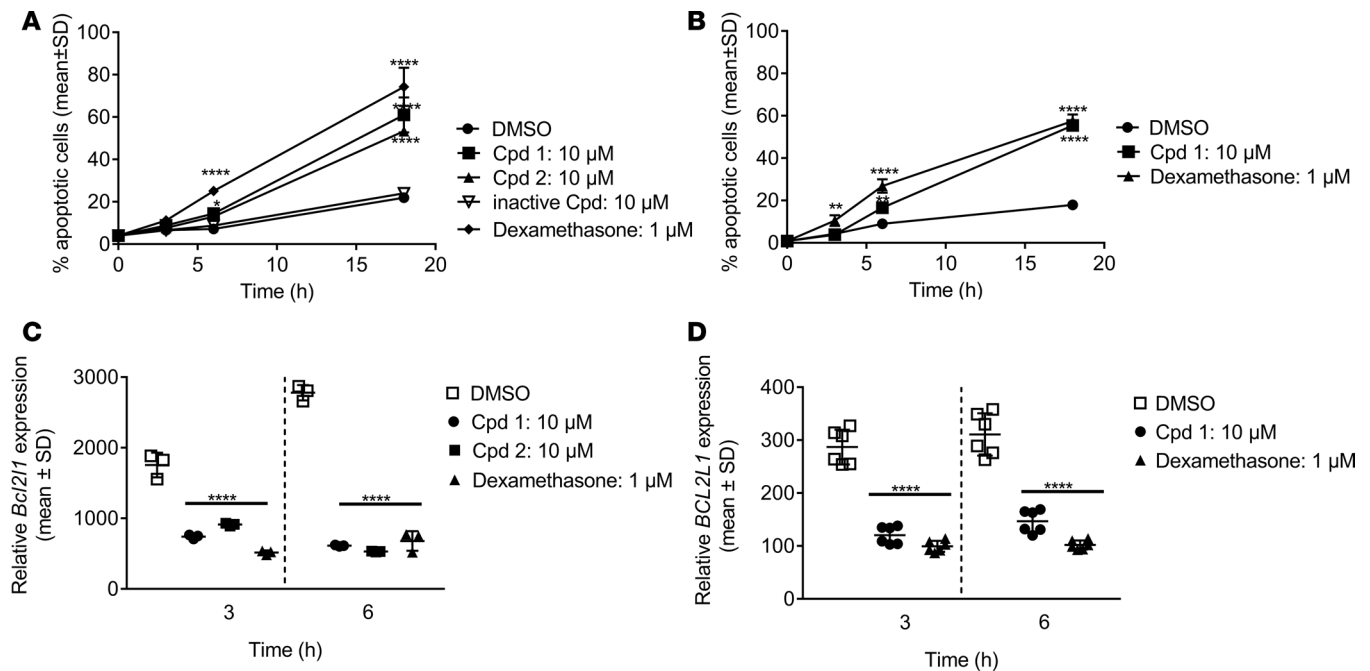 A
% apoptotic cells (mean±SD)
100
80
60
40
20
0
0 5 10 15 20
Time (h)
****
****
****
****
*
DMSO
Cpd 1: 10 µM
Cpd 2: 10 µM
inactive Cpd: 10 µM
Dexamethasone: 1 µM
B
% apoptotic cells (mean±SD)
100
80
60
40
20
0
0 5 10 15 20
Time (h)
**
****
**
****
****
DMSO
Cpd 1: 10 µM
Dexamethasone: 1 µM
C
Relative Bcl2l1 expression
(mean ± SD)
3000
2000
1000
0
**** ****
3 6
Time (h)
DMSO
Cpd 1: 10 µM
Cpd 2: 10 µM
Dexamethasone: 1 µM
D
Relative BCL2L1 expression
(mean ± SD)
400
300
200
100
0
**** ****
3 6
Time (h)
DMSO
Cpd 1: 10 µM
Dexamethasone: 1 µM